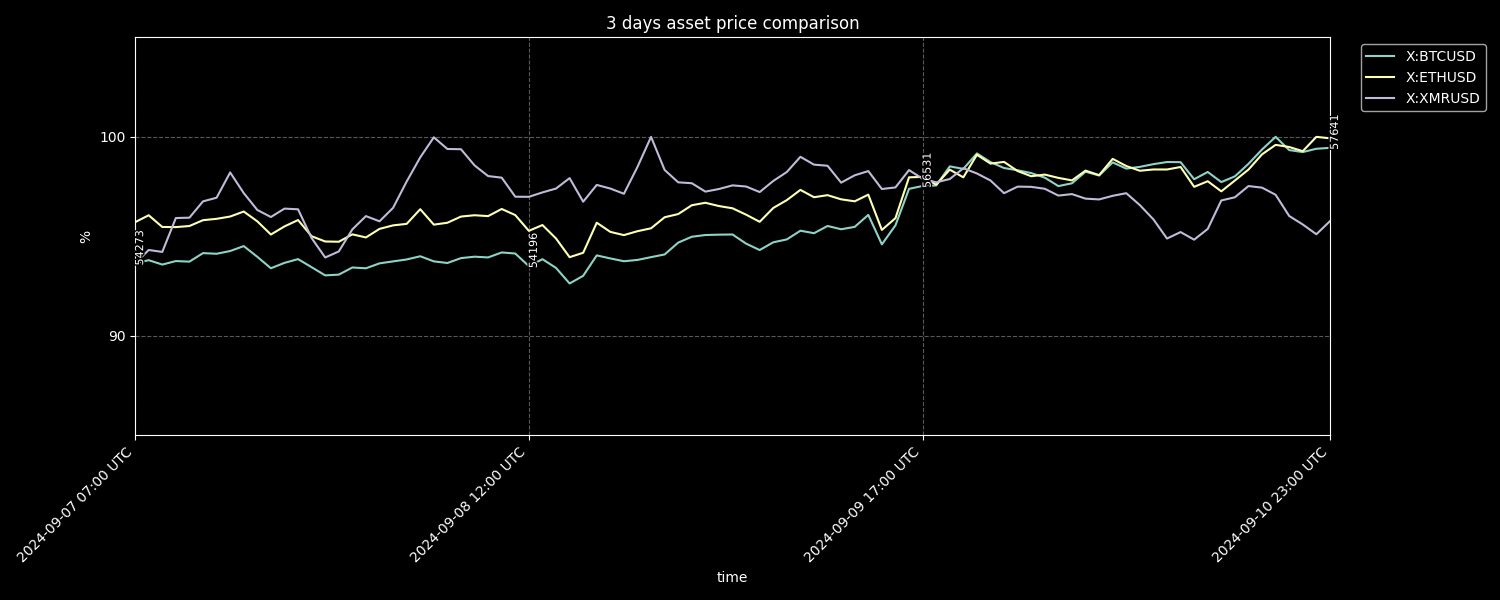 3 days asset price comparison
X:BTCUSD
X:ETHUSD
X:XMRUSD
100
90
%
54273
54196
56531
57641
2024-09-07 07:00 UTC
2024-09-08 12:00 UTC
2024-09-09 17:00 UTC
2024-09-10 23:00 UTC
time